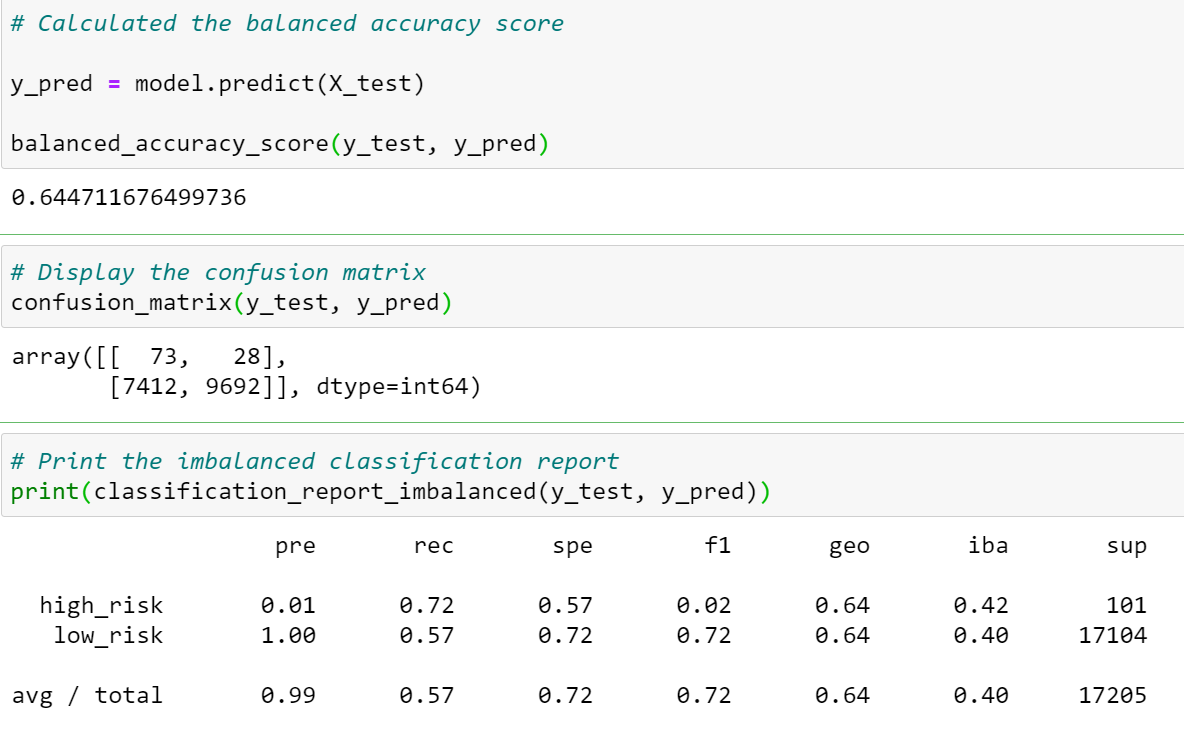 # Calculated the balanced accuracy score
y_pred = model.predict(X_test)
balanced_accuracy_score(y_test, y_pred)
0.644711676499736
# Display the confusion matrix
confusion_matrix(y_test, y_pred)
array([[  73,   28],
       [7412, 9692]], dtype=int64)
# Print the imbalanced classification report
print(classification_report_imbalanced(y_test, y_pred))
                   pre       rec       spe        f1       geo       iba       sup
  high_risk       0.01      0.72      0.57      0.02      0.64      0.42       101
   low_risk       1.00      0.57      0.72      0.72      0.64      0.40     17104
avg / total       0.99      0.57      0.72      0.72      0.64      0.40     17205